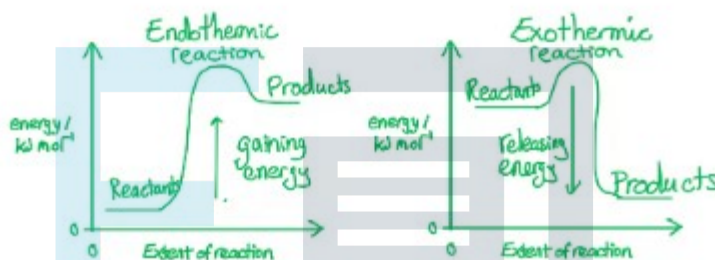 Endothermic
reaction
Products
energy/
kJ mol⁻¹
gaining
energy
Reactants
0
0
Extent of reaction
Exothermic
reaction
Reactants
energy/
kJ mol⁻¹
releasing
energy
Products
0
0
Extent of reaction